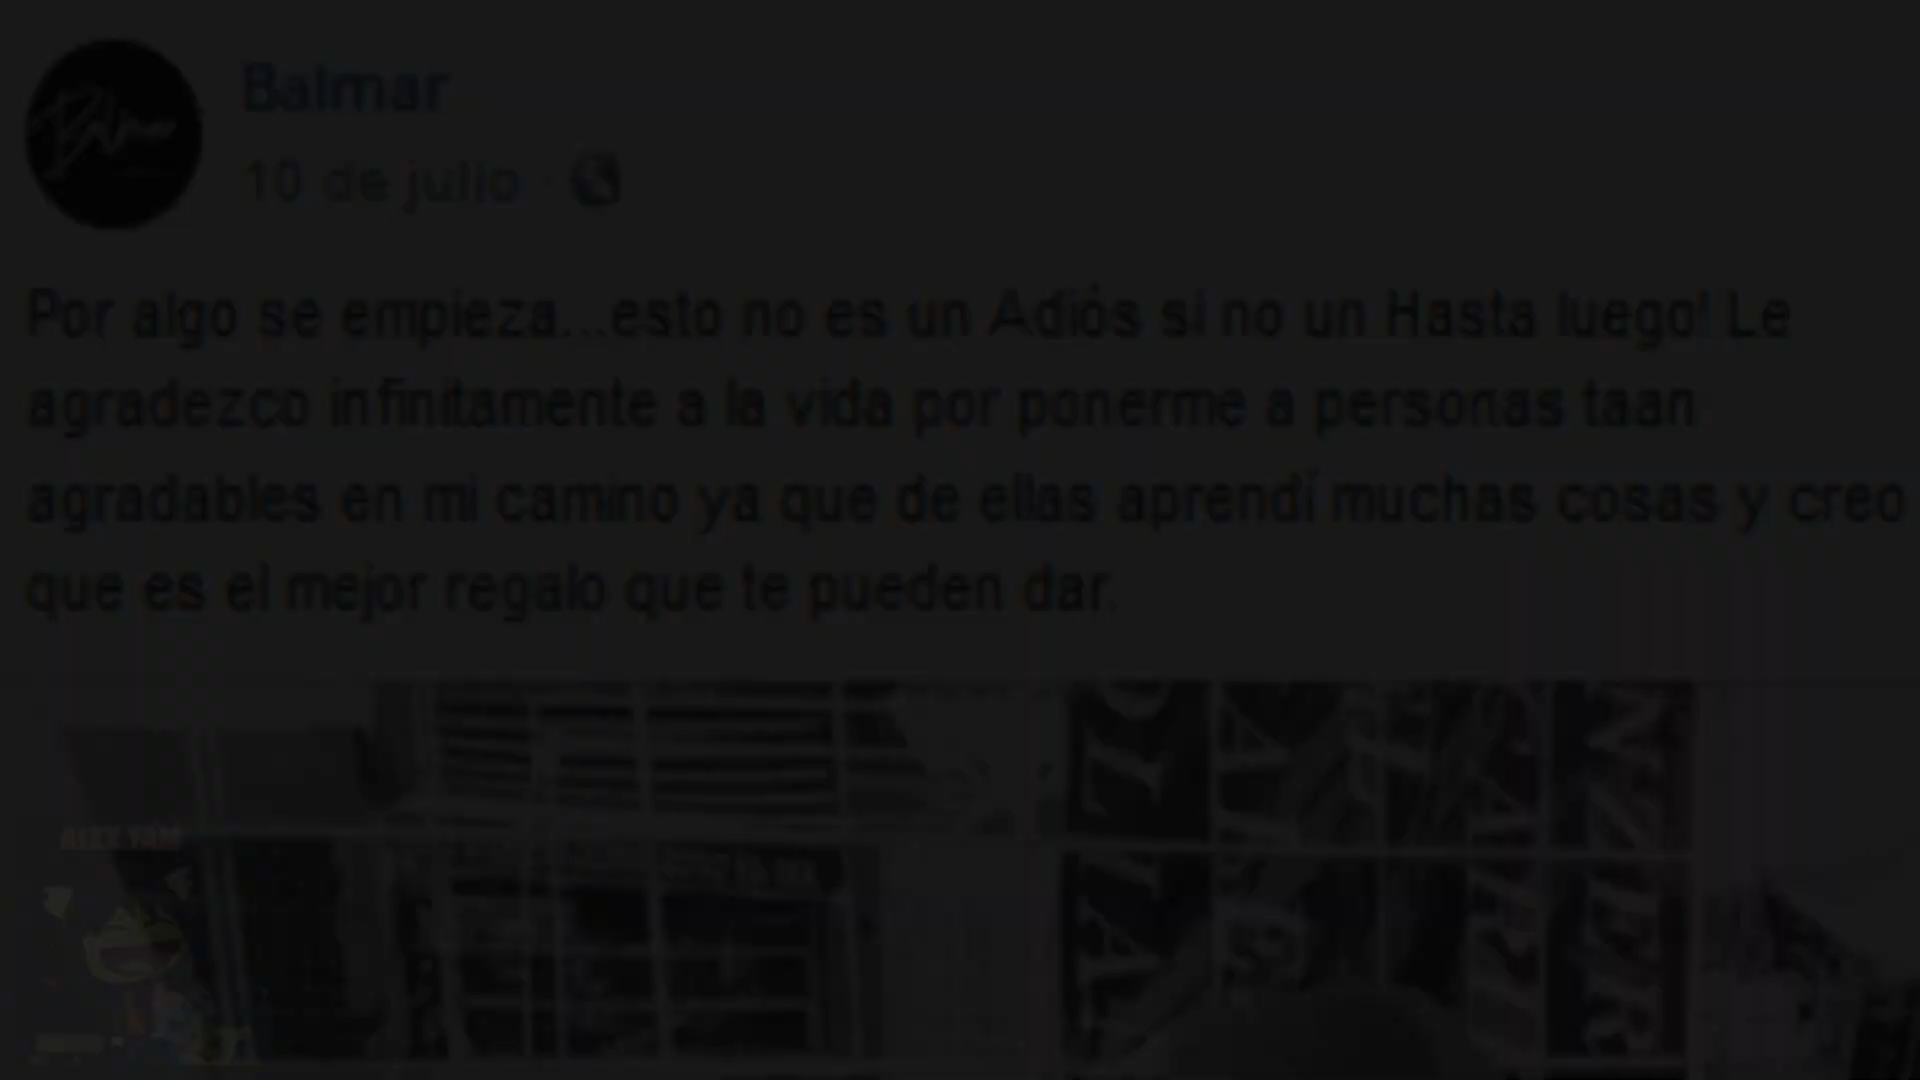 Balmar
10 de julio ·
Por algo se empieza...esto no es un Adiós si no un Hasta luego! Le
agradezco infinitamente a la vida por ponerme a personas taan
agradables en mi camino ya que de ellas aprendí muchas cosas y creo
que es el mejor regalo que te pueden dar.
ALEX YAM